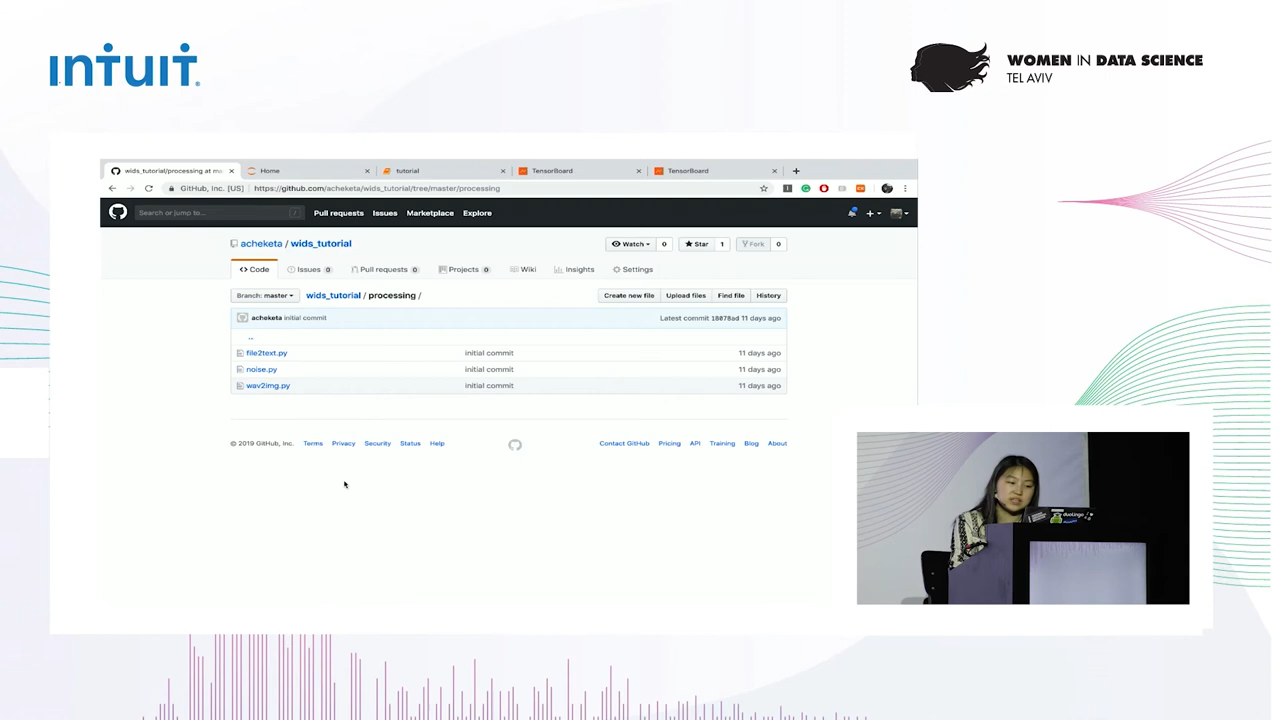 INTUIT
WOMEN IN DATA SCIENCE
TEL AVIV
wids_tutorial/processing at ma
Home
tutorial
TensorBoard
TensorBoard
GitHub, Inc. [US] https://github.com/acheketa/wids_tutorial/tree/master/processing
Search or jump to... /
Pull requests Issues Marketplace Explore
acheketa / wids_tutorial
Watch 0 Star 1 Fork 0
Code Issues 0 Pull requests 0 Projects 0 Wiki Insights Settings
Branch: master wids_tutorial / processing /
Create new file Upload files Find file History
acheketa initial commit Latest commit 18078ad 11 days ago
..
file2text.py initial commit 11 days ago
noise.py initial commit 11 days ago
wav2img.py initial commit 11 days ago
© 2019 GitHub, Inc. Terms Privacy Security Status Help Contact GitHub Pricing API Training Blog About
duolingo